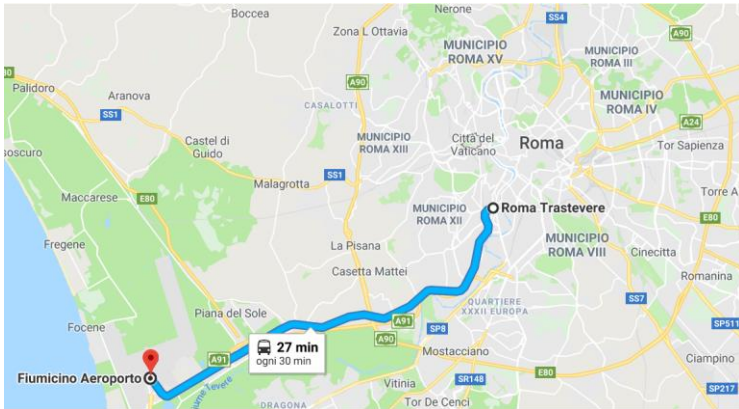 Boccea
Nerone
SS4
Zona L Ottavia
A90
MUNICIPIO
ROMA XV
MUNICIPIO
ROMA III
Palidoro
Aranova
A90
SS1
CASALOTTI
MUNICIPIO
ROMA IV
A24
MUNICIPIO
ROMA XIII
Città del
Vaticano
Roma
Tor Sapienza
Castel di
Guido
Malagrotta
SS1
Maccarese
E80
MUNICIPIO
ROMA XII
Roma Trastevere
Torre A
E80
Fregene
La Pisana
MUNICIPIO
ROMA VIII
Cinecittà
Casetta Mattei
Romanina
QUARTIERE
XXXII EUROPA
SS7
Piana del Sole
Focene
A91
SP8
SP511
27 min
ogni 30 min
A90
A91
Mostacciano
Ciampino
Fiumicino Aeroporto
E80
Vitinia
SR148
SP217
DRAGONA
Tor De Cenci